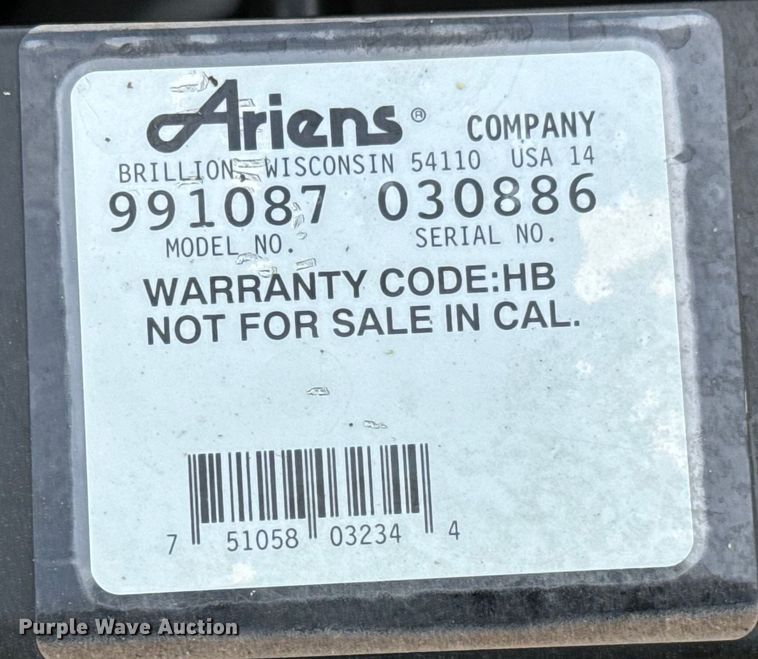 Ariens® COMPANY
BRILLION, WISCONSIN 54110 USA 14
991087 030886
MODEL NO. SERIAL NO.
WARRANTY CODE:HB
NOT FOR SALE IN CAL.
7 51058 03234 4
Purple Wave Auction